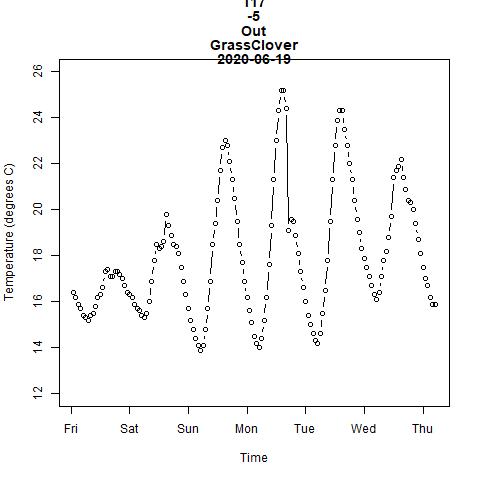 T17
-5
Out
GrassClover
2020-06-19
Temperature (degrees C)
26
24
22
20
18
16
14
12
Fri Sat Sun Mon Tue Wed Thu
Time